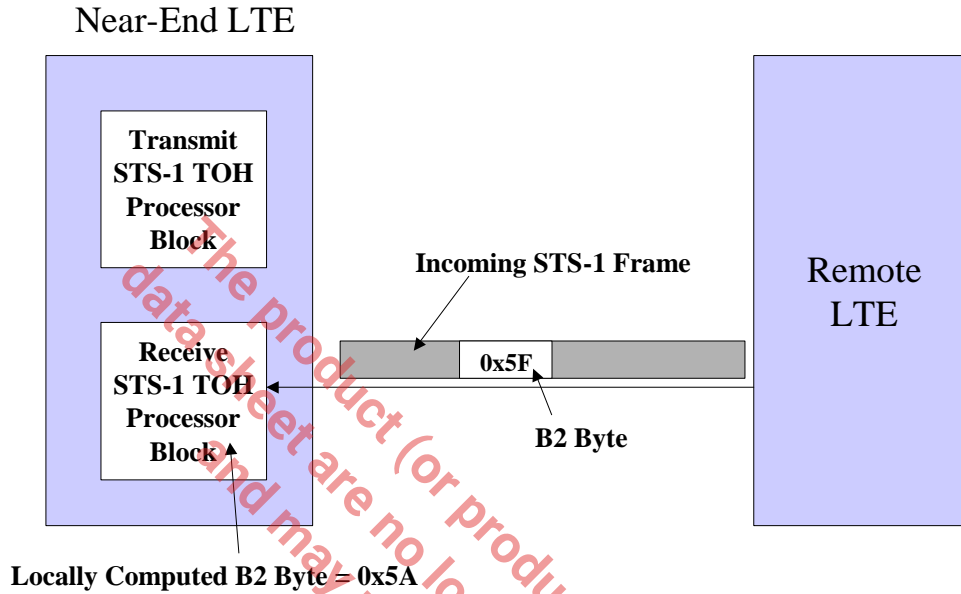 Near-End LTE
Transmit
STS-1 TOH
Processor
Block
Incoming STS-1 Frame
Remote
LTE
Receive
STS-1 TOH
Processor
Block
0x5F
B2 Byte
Locally Computed B2 Byte = 0x5A
The product (or produ
data sheet are no lo
and may